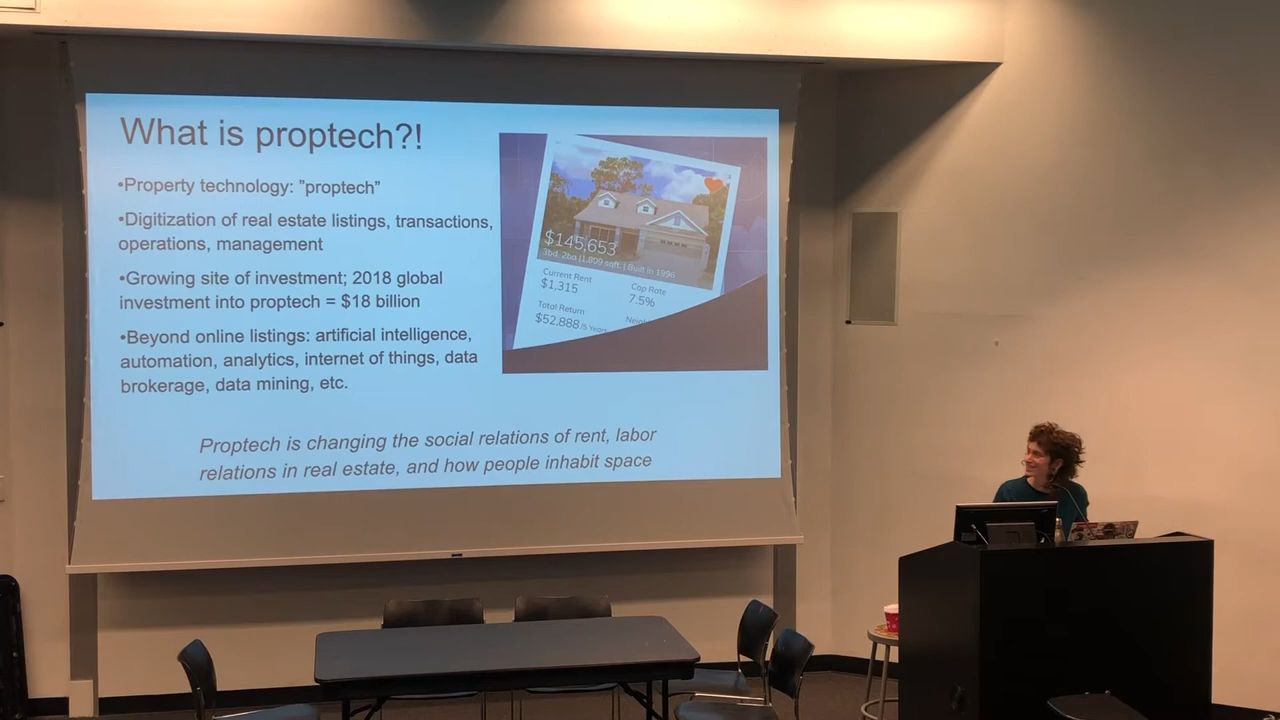 What is proptech?!
•Property technology: ”proptech”
•Digitization of real estate listings, transactions,
operations, management
•Growing site of investment; 2018 global
investment into proptech = $18 billion
•Beyond online listings: artificial intelligence,
automation, analytics, internet of things, data
brokerage, data mining, etc.
Proptech is changing the social relations of rent, labor
relations in real estate, and how people inhabit space
$145,653
3bd, 2ba | 1,809 sqft. | Built in 1996
Current Rent
$1,315
Cap Rate
7.5%
Total Return
$52,888/5 Years